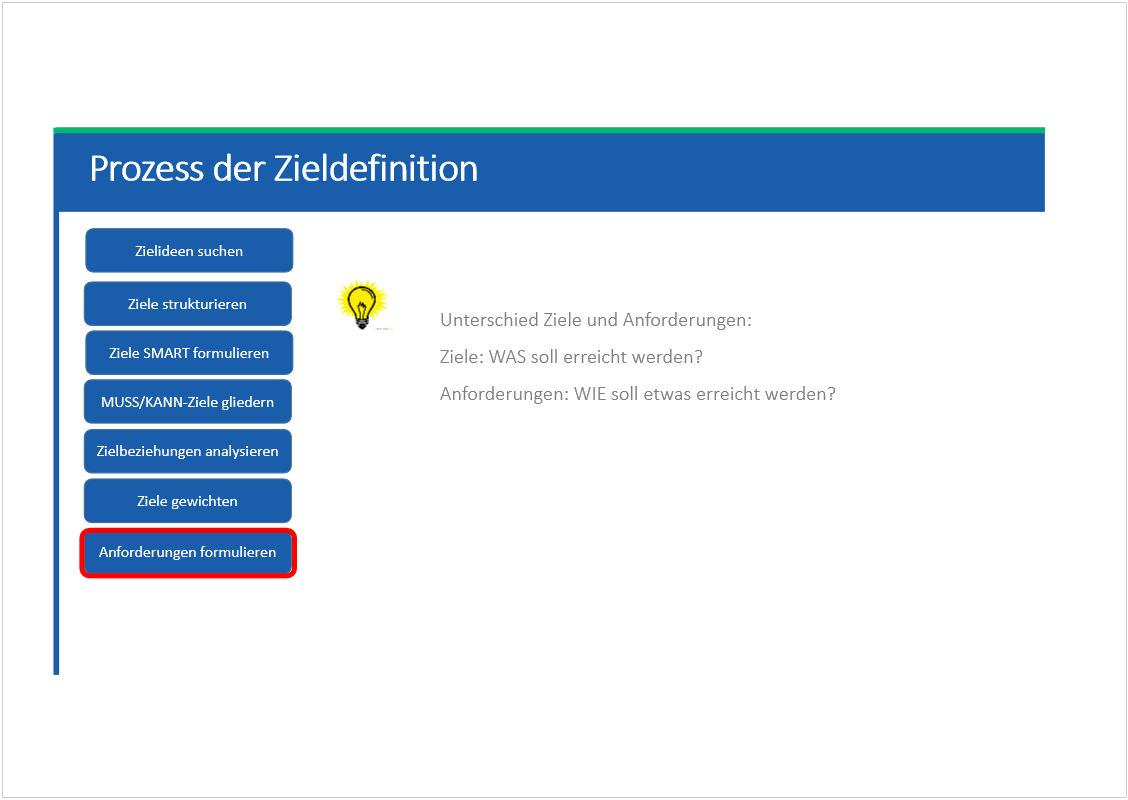 Prozess der Zieldefinition
Zielideen suchen
Ziele strukturieren
Ziele SMART formulieren
MUSS/KANN-Ziele gliedern
Zielbeziehungen analysieren
Ziele gewichten
Anforderungen formulieren
Unterschied Ziele und Anforderungen:
Ziele: WAS soll erreicht werden?
Anforderungen: WIE soll etwas erreicht werden?